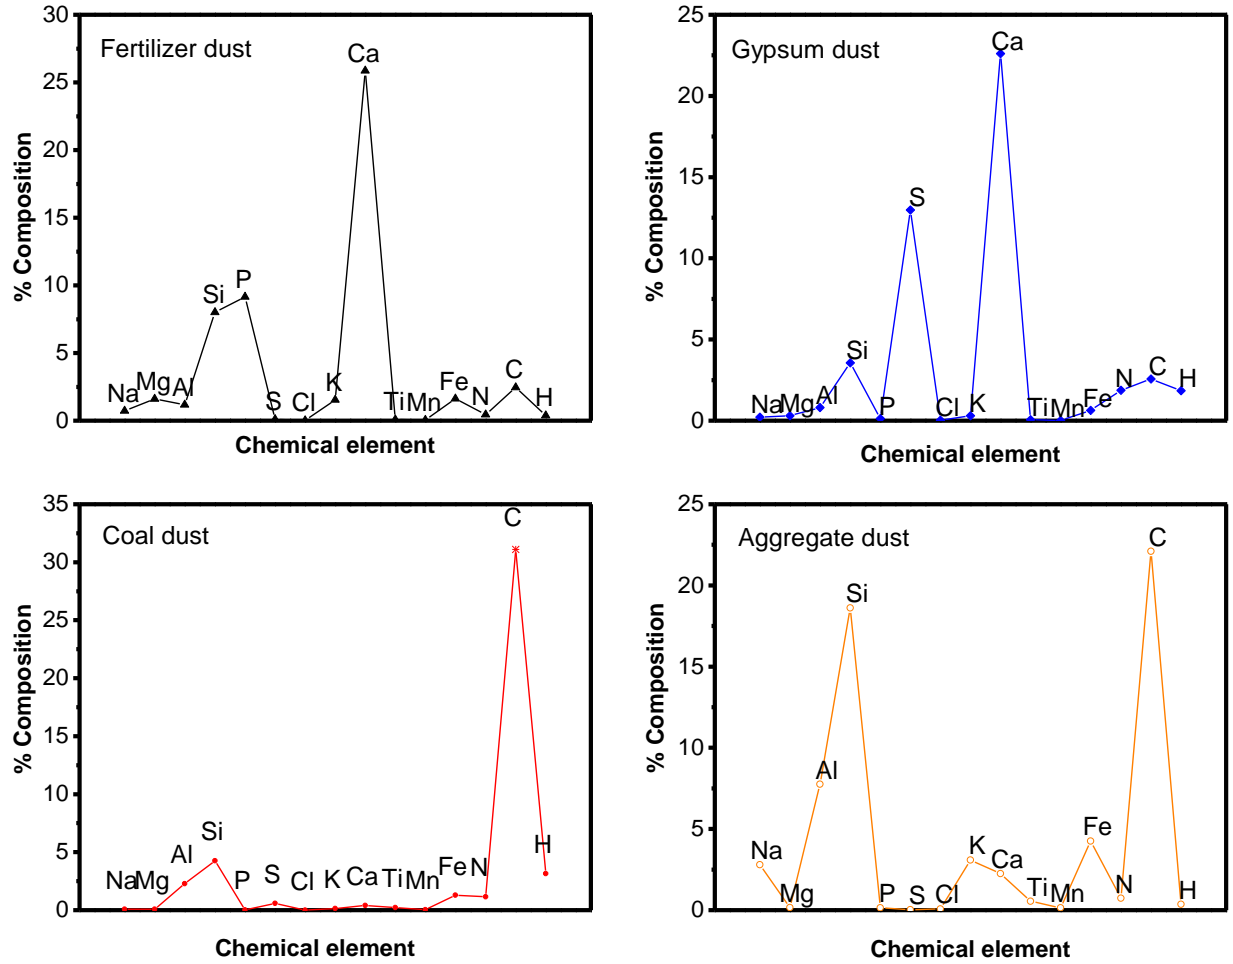 Fertilizer dust
% Composition
30
25
20
15
10
5
0
Na
Mg
Al
Si
P
S
Cl
K
Ca
Ti
Mn
Fe
N
C
H
Chemical element
Gypsum dust
% Composition
25
20
15
10
5
0
Na
Mg
Al
Si
P
S
Cl
K
Ca
Ti
Mn
Fe
N
C
H
Chemical element
Coal dust
% Composition
35
30
25
20
15
10
5
0
Na
Mg
Al
Si
P
S
Cl
K
Ca
Ti
Mn
Fe
N
C
H
Chemical element
Aggregate dust
% Composition
25
20
15
10
5
0
Na
Mg
Al
Si
P
S
Cl
K
Ca
Ti
Mn
Fe
N
C
H
Chemical element